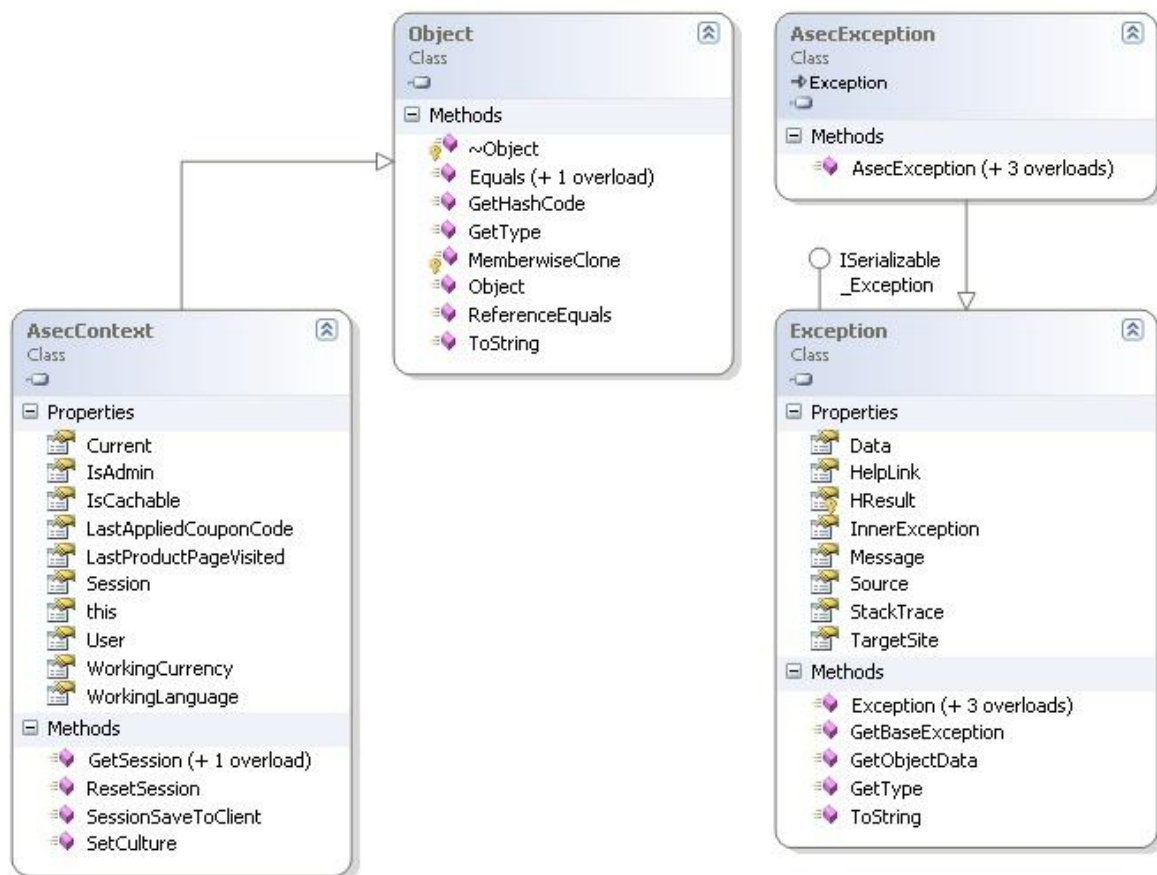 Object
Class
Methods
~Object
Equals (+ 1 overload)
GetHashCode
GetType
MemberwiseClone
Object
ReferenceEquals
ToString
AsecException
Class
Exception
Methods
AsecException (+ 3 overloads)
ISerializable
_Exception
AsecContext
Class
Properties
Current
IsAdmin
IsCachable
LastAppliedCouponCode
LastProductPageVisited
Session
this
User
WorkingCurrency
WorkingLanguage
Methods
GetSession (+ 1 overload)
ResetSession
SessionSaveToClient
SetCulture
Exception
Class
Properties
Data
HelpLink
HResult
InnerException
Message
Source
StackTrace
TargetSite
Methods
Exception (+ 3 overloads)
GetBaseException
GetObjectData
GetType
ToString